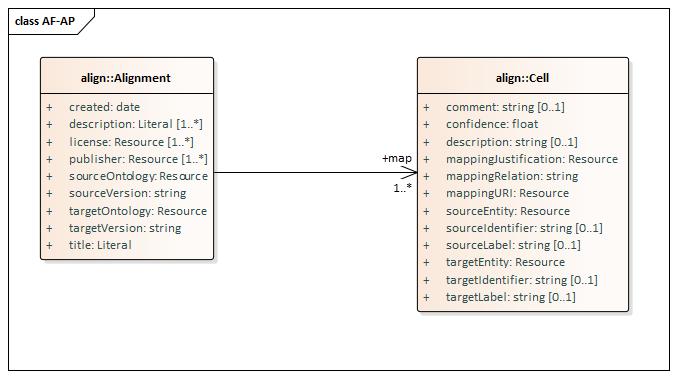 class AF-AP
align::Alignment
+ created: date
+ description: Literal [1..*]
+ license: Resource [1..*]
+ publisher: Resource [1..*]
+ sourceOntology: Resource
+ sourceVersion: string
+ targetOntology: Resource
+ targetVersion: string
+ title: Literal
+map
1..*
align::Cell
+ comment: string [0..1]
+ confidence: float
+ description: string [0..1]
+ mappingJustification: Resource
+ mappingRelation: string
+ mappingURI: Resource
+ sourceEntity: Resource
+ sourceIdentifier: string [0..1]
+ sourceLabel: string [0..1]
+ targetEntity: Resource
+ targetIdentifier: string [0..1]
+ targetLabel: string [0..1]